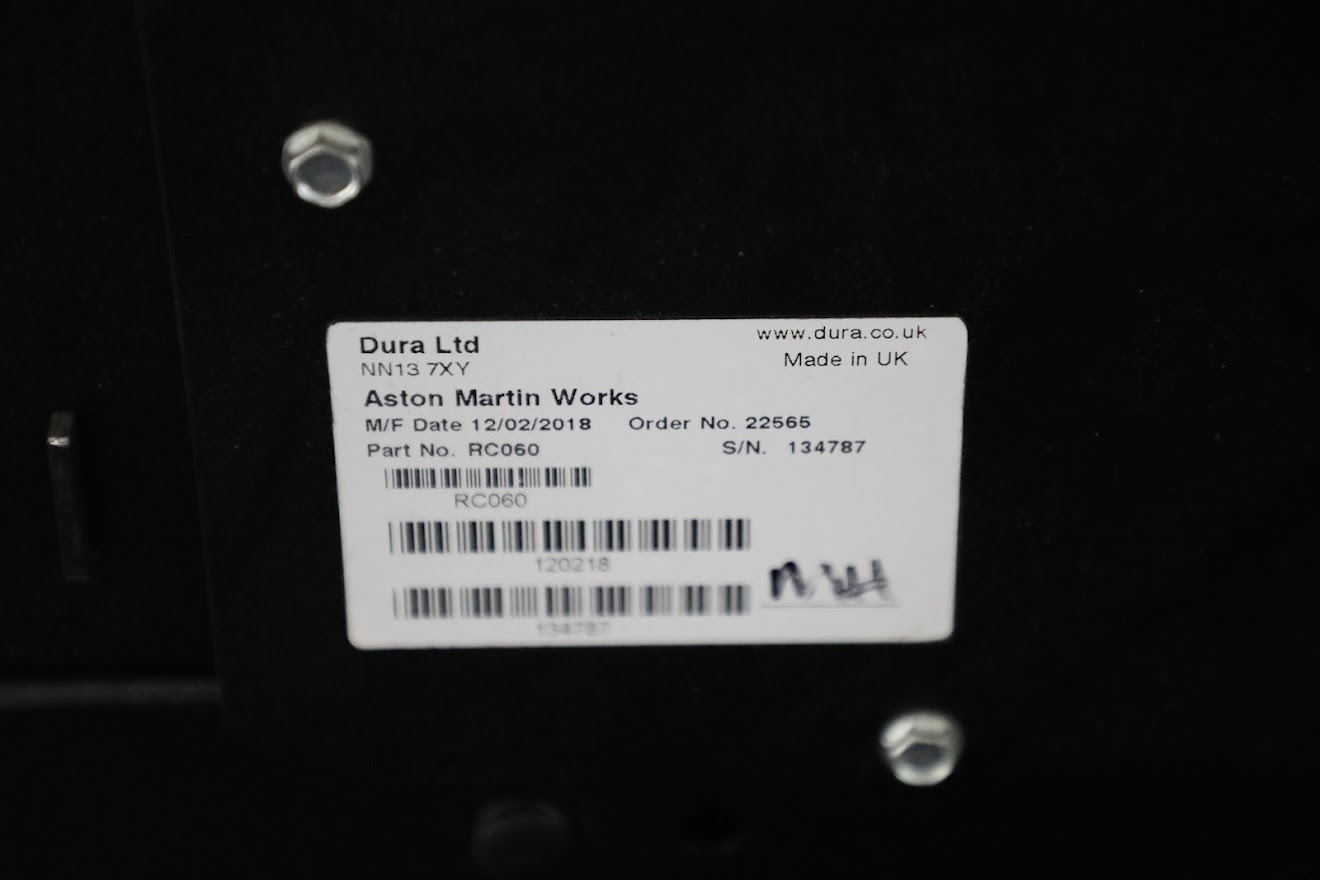 Dura Ltd
www.dura.co.uk
NN13 7XY
Made in UK
Aston Martin Works
M/F Date 12/02/2018 Order No. 22565
Part No. RC060 S/N. 134787
RC060
120218
134787